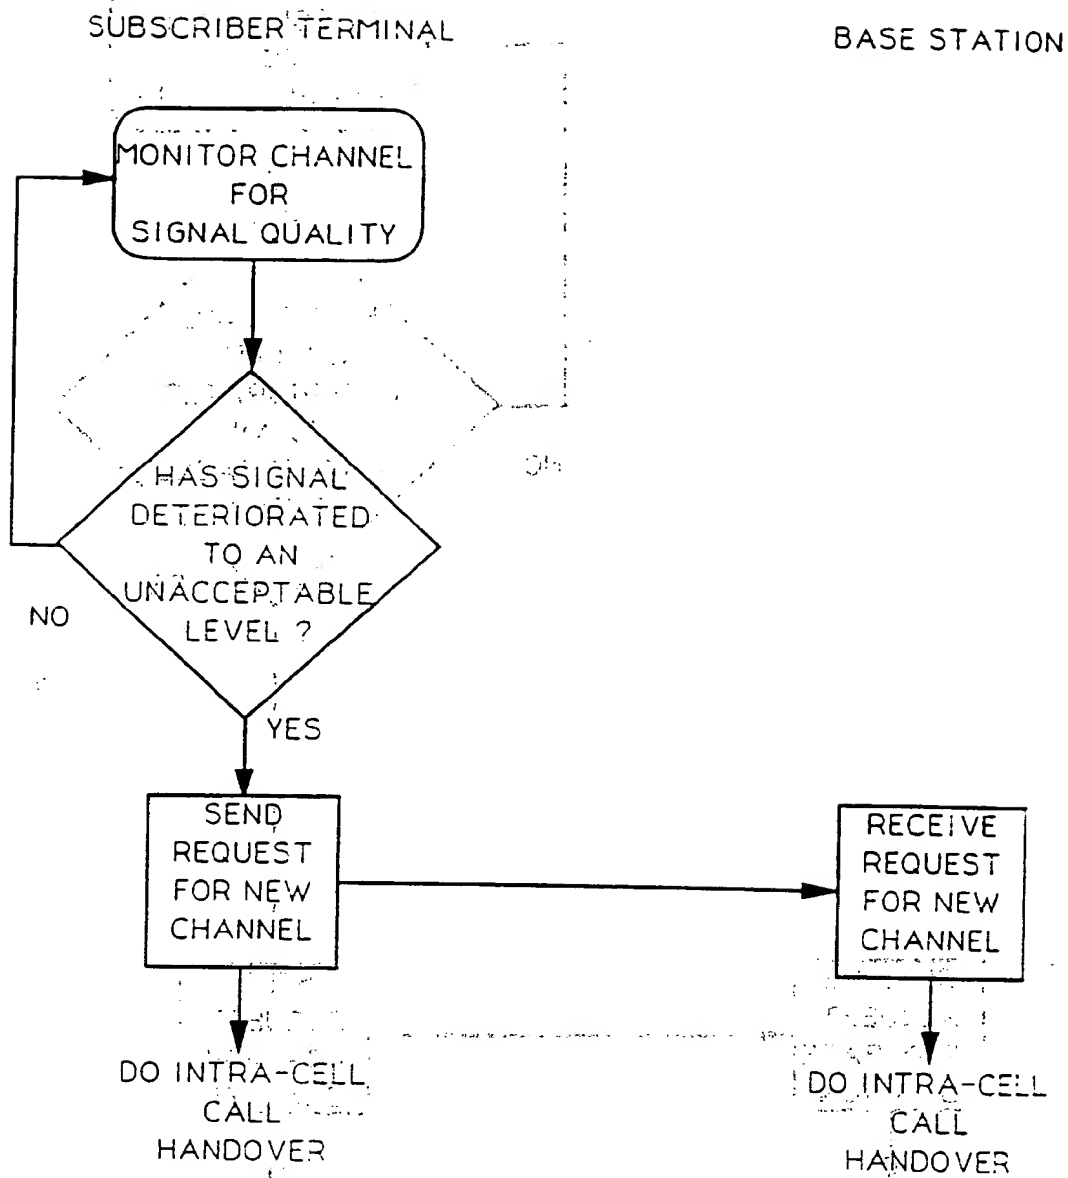 SUBSCRIBER TERMINAL
BASE STATION
MONITOR CHANNEL
FOR
SIGNAL QUALITY
HAS SIGNAL
DETERIORATED
TO AN
UNACCEPTABLE
LEVEL ?
NO
YES
SEND
REQUEST
FOR NEW
CHANNEL
RECEIVE
REQUEST
FOR NEW
CHANNEL
DO INTRA-CELL
CALL
HANDOVER
DO INTRA-CELL
CALL
HANDOVER